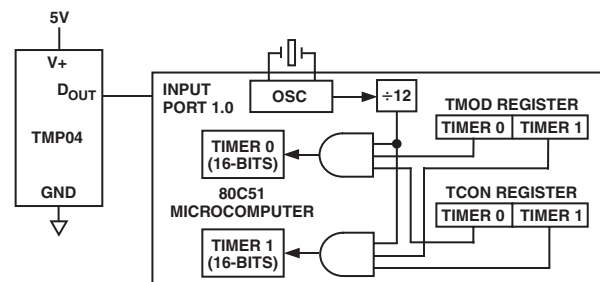 5V
V+
DOUT
TMP04
GND
INPUT
PORT 1.0
OSC
÷12
TIMER 0
(16-BITS)
80C51
MICROCOMPUTER
TIMER 1
(16-BITS)
TMOD REGISTER
TIMER 0 TIMER 1
TCON REGISTER
TIMER 0 TIMER 1